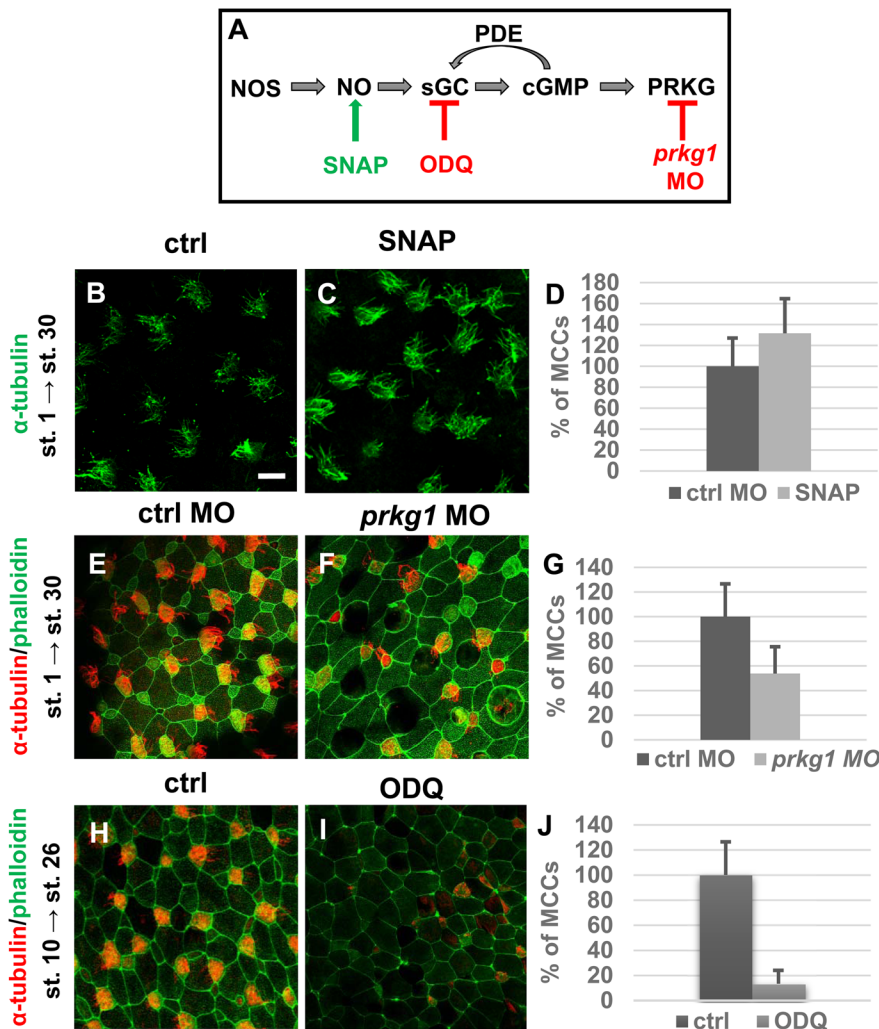 A
PDE
NOS NO sGC cGMP PRKG
SNAP ODQ prkg1
MO
ctrl SNAP
α-tubulin
st. 1 → st. 30
B C D
% of MCCs
180
160
140
120
100
80
60
40
20
0
ctrl MO SNAP
ctrl MO prkg1 MO
α-tubulin/phalloidin
st. 1 → st. 30
E F G
% of MCCs
140
120
100
80
60
40
20
0
ctrl MO prkg1 MO
ctrl ODQ
α-tubulin/phalloidin
st. 10 → st. 26
H I J
% of MCCs
140
120
100
80
60
40
20
0
ctrl ODQ